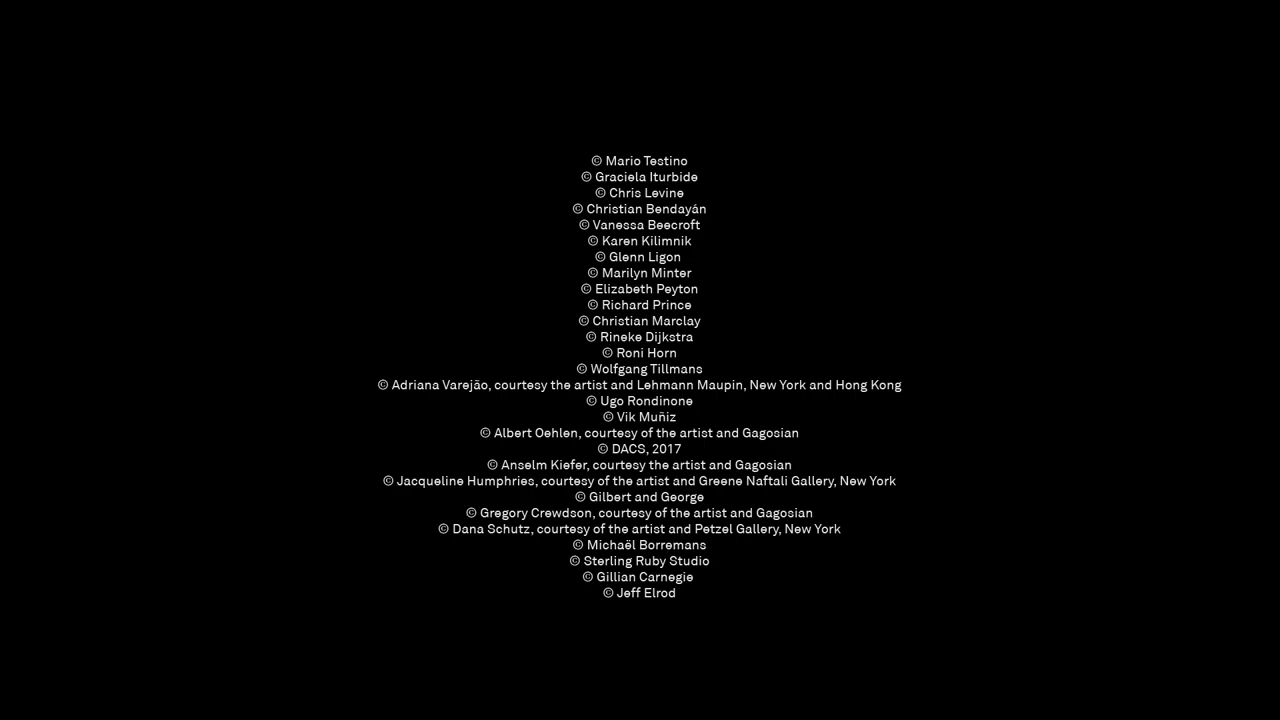 © Mario Testino
© Graciela Iturbide
© Chris Levine
© Christian Bendayán
© Vanessa Beecroft
© Karen Kilimnik
© Glenn Ligon
© Marilyn Minter
© Elizabeth Peyton
© Richard Prince
© Christian Marclay
© Rineke Dijkstra
© Roni Horn
© Wolfgang Tillmans
© Adriana Varejão, courtesy the artist and Lehmann Maupin, New York and Hong Kong
© Ugo Rondinone
© Vik Muñiz
© Albert Oehlen, courtesy of the artist and Gagosian
© DACS, 2017
© Anselm Kiefer, courtesy the artist and Gagosian
© Jacqueline Humphries, courtesy of the artist and Greene Naftali Gallery, New York
© Gilbert and George
© Gregory Crewdson, courtesy of the artist and Gagosian
© Dana Schutz, courtesy of the artist and Petzel Gallery, New York
© Michaël Borremans
© Sterling Ruby Studio
© Gillian Carnegie
© Jeff Elrod